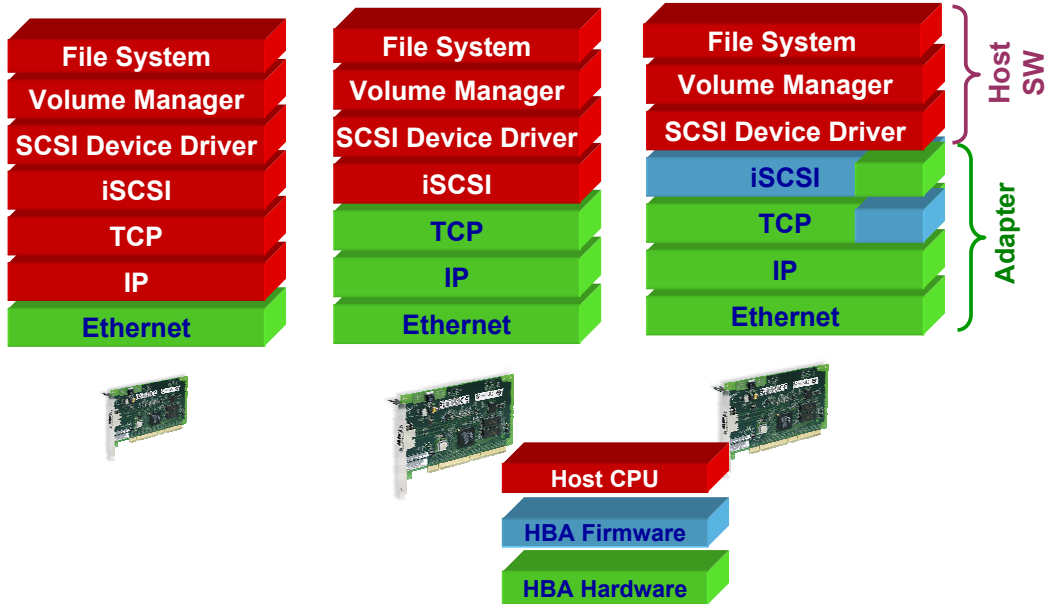 File System
Volume Manager
SCSI Device Driver
iSCSI
TCP
IP
Ethernet
File System
Volume Manager
SCSI Device Driver
iSCSI
TCP
IP
Ethernet
File System
Volume Manager
SCSI Device Driver
iSCSI
TCP
IP
Ethernet
Host
SW
Adapter
Host CPU
HBA Firmware
HBA Hardware